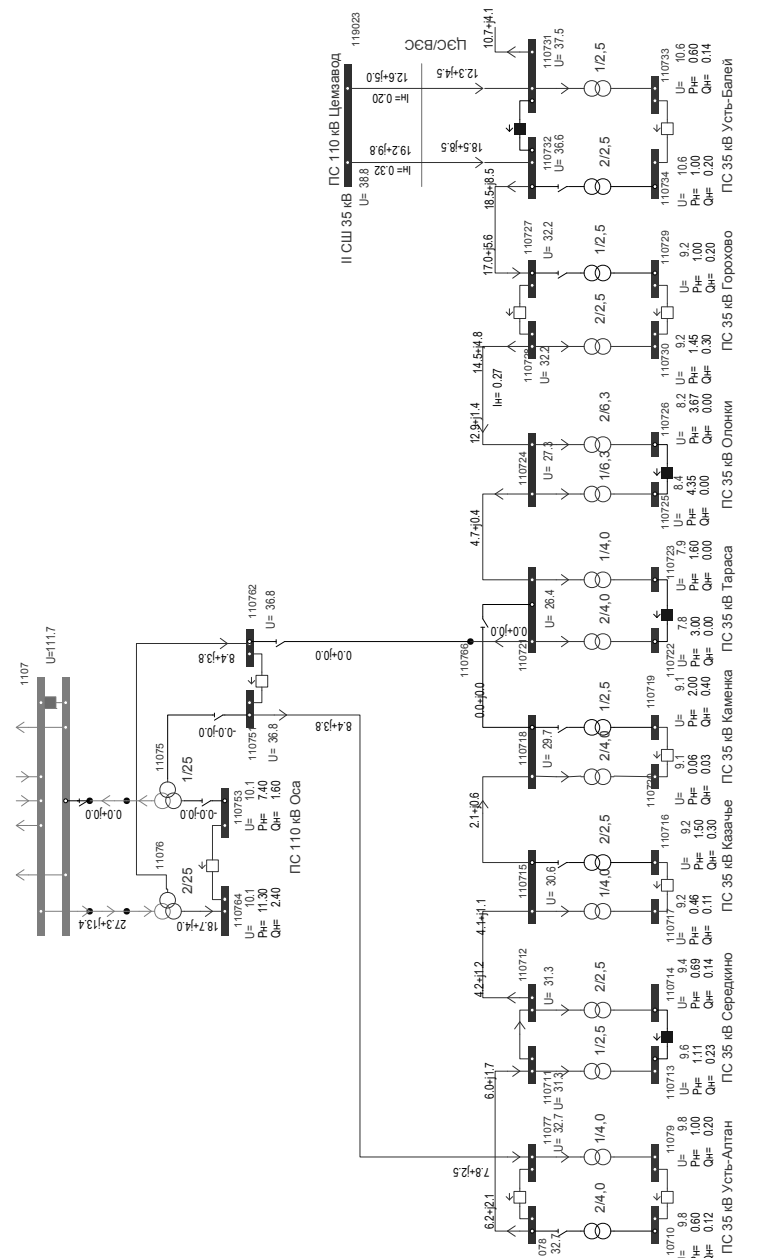 119023
ПС 110 кВ Цемзавод
II СШ 35 кВ
U= 38.8
12.6+j5.0
Iн = 0.20
19.2+j9.8
Iн = 0.32
ЦЭС/ВЭС
12.3+j4.5
18.5+j8.5
10.7+j4.1
110731
U= 37.5
1/2,5
110733
U= 10.6
Pн= 0.60
Qн= 0.14
110732
U= 36.6
2/2,5
110734
U= 10.6
Pн= 1.00
Qн= 0.20
ПС 35 кВ Усть-Балей
18.5+j8.5
17.0+j5.6
110727
U= 32.2
1/2,5
110729
U= 9.2
Pн= 1.00
Qн= 0.20
U= 32.2
2/2,5
110730
U= 9.2
Pн= 1.45
Qн= 0.30
ПС 35 кВ Горохово
14.5+j4.8
Iн= 0.27
12.9+j1.4
110724
U= 27.3
2/6,3
110726
U= 8.2
Pн= 3.67
Qн= 0.00
1/6,3
110725
U= 8.4
Pн= 4.35
Qн= 0.00
ПС 35 кВ Олонки
4.7+j0.4
110721
U= 26.4
0.0+j0.0
1/4,0
110723
U= 7.9
Pн= 1.60
Qн= 0.00
2/4,0
110722
U= 7.8
Pн= 3.00
Qн= 0.00
ПС 35 кВ Тараса
110766
0.0+j0.0
0.0+j0.0
110718
U= 29.7
1/2,5
110719
U= 9.1
Pн= 2.00
Qн= 0.40
2/4,0
U= 9.1
Pн= 0.06
Qн= 0.03
ПС 35 кВ Каменка
2.1+j0.6
110715
U= 30.6
2/2,5
110716
U= 9.2
Pн= 1.50
Qн= 0.30
1/4,0
110717
U= 9.2
Pн= 0.46
Qн= 0.11
ПС 35 кВ Казачье
4.1+j1.1
4.2+j1.2
110712
U= 31.3
2/2,5
110714
U= 9.4
Pн= 0.69
Qн= 0.14
110711
U= 31.3
1/2,5
110713
U= 9.6
Pн= 1.11
Qн= 0.23
ПС 35 кВ Середкино
6.0+j1.7
6.2+j2.1
7.8+j2.5
11077
U= 32.7
1/4,0
11079
U= 9.8
Pн= 1.00
Qн= 0.20
078
32.7
2/4,0
10710
9.8
Pн= 0.60
Qн= 0.12
ПС 35 кВ Усть-Алтан
1107
U=111.7
0.0+j0.0
11075
1/25
-0.0-j0.0
-0.0-j0.0
110753
U= 10.1
Pн= 7.40
Qн= 1.60
27.3+j13.4
11076
2/25
18.7+j4.0
110764
U= 10.1
Pн= 11.30
Qн= 2.40
ПС 110 кВ Оса
8.4+j3.8
110762
U= 36.8
0.0+j0.0
11075
U= 36.8
8.4+j3.8